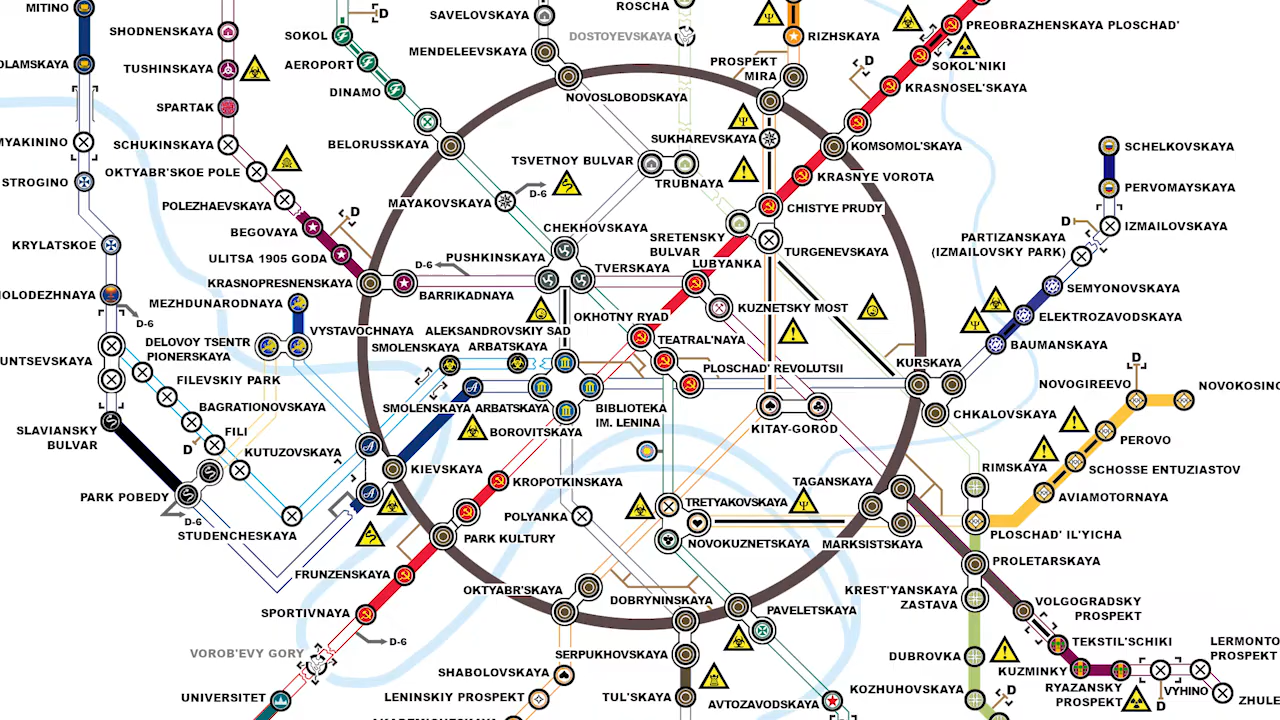 MITINO
SHODNENSKAYA
D
SOKOL
SAVELOVSKAYA
ROSCHA
DOSTOYEVSKAYA
RIZHSKAYA
PREOBRAZHENSKAYA PLOSCHAD'
MENDELEEVSKAYA
OLAMSKAYA
TUSHINSKAYA
AEROPORT
PROSPEKT
MIRA
D
SOKOL'NIKI
DINAMO
NOVOSLOBODSKAYA
KRASNOSEL'SKAYA
SPARTAK
MYAKININO
SCHUKINSKAYA
BELORUSSKAYA
SUKHAREVSKAYA
KOMSOMOL'SKAYA
SCHELKOVSKAYA
TSVETNOY BULVAR
OKTYABR'SKOE POLE
STROGINO
TRUBNAYA
KRASNYE VOROTA
PERVOMAYSKAYA
D-6
MAYAKOVSKAYA
POLEZHAEVSKAYA
D
CHISTYE PRUDY
D
IZMAILOVSKAYA
BEGOVAYA
CHEKHOVSKAYA
SRETENSKY
BULVAR
TURGENEVSKAYA
PARTIZANSKAYA
(IZMAILOVSKY PARK)
KRYLATSKOE
ULITSA 1905 GODA
PUSHKINSKAYA
D-6
LUBYANKA
TVERSKAYA
KRASNOPRESNENSKAYA
BARRIKADNAYA
SEMYONOVSKAYA
MOLODEZHNAYA
MEZHDUNARODNAYA
KUZNETSKY MOST
D-6
OKHOTNY RYAD
ELEKTROZAVODSKAYA
VYSTAVOCHNAYA
ALEKSANDROVSKIY SAD
DELOVOY TSENTR
TEATRAL'NAYA
BAUMANSKAYA
SMOLENSKAYA
ARBATSKAYA
PIONERSKAYA
D
UNTSEVSKAYA
KURSKAYA
PLOSCHAD' REVOLUTSII
FILEVSKIY PARK
NOVOGIREEVO
NOVOKOSINO
BAGRATIONOVSKAYA
SMOLENSKAYA
ARBATSKAYA
BIBLIOTEKA
IM. LENINA
CHKALOVSKAYA
SLAVIANSKY
BULVAR
FILI
BOROVITSKAYA
KITAY-GOROD
PEROVO
D
KUTUZOVSKAYA
KIEVSKAYA
RIMSKAYA
SCHOSSE ENTUZIASTOV
KROPOTKINSKAYA
TAGANSKAYA
PARK POBEDY
TRETYAKOVSKAYA
AVIAMOTORNAYA
D-6
POLYANKA
STUDENCHESKAYA
PARK KULTURY
NOVOKUZNETSKAYA
MARKSISTSKAYA
PLOSCHAD' IL'YICHA
PROLETARSKAYA
FRUNZENSKAYA
OKTYABR'SKAYA
KREST'YANSKAYA
ZASTAVA
DOBRYNINSKAYA
VOLGOGRADSKY
PROSPEKT
SPORTIVNAYA
PAVELETSKAYA
D-6
TEKSTIL'SCHIKI
LERMONTO
PROSPEKT
VOROB'EVY GORY
SERPUKHOVSKAYA
DUBROVKA
KUZMINKY
SHABOLOVSKAYA
UNIVERSITET
LENINSKIY PROSPEKT
TUL'SKAYA
AVTOZAVODSKAYA
KOZHUHOVSKAYA
D
RYAZANSKY
PROSPEKT
D
VYHINO
ZHULE